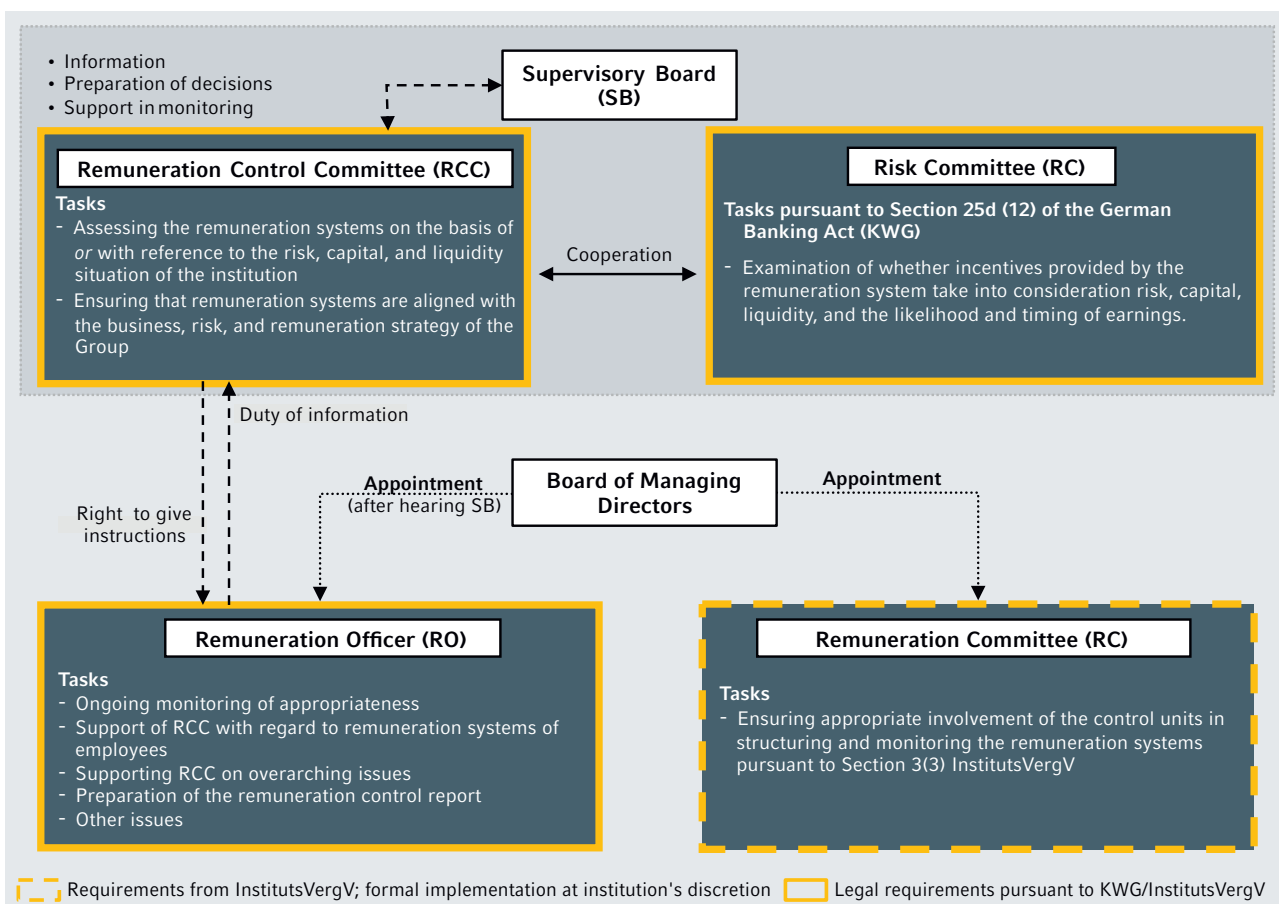 • Information
• Preparation of decisions
• Support in monitoring
Supervisory Board
(SB)
Remuneration Control Committee (RCC)
Tasks
- Assessing the remuneration systems on the basis of
or with reference to the risk, capital, and liquidity
situation of the institution
- Ensuring that remuneration systems are aligned with
the business, risk, and remuneration strategy of the
Group
Cooperation
Risk Committee (RC)
Tasks pursuant to Section 25d (12) of the German
Banking Act (KWG)
- Examination of whether incentives provided by the
remuneration system take into consideration risk, capital,
liquidity, and the likelihood and timing of earnings.
Duty of information
Right to give
instructions
Appointment
(after hearing SB)
Board of Managing
Directors
Appointment
Remuneration Officer (RO)
Tasks
- Ongoing monitoring of appropriateness
- Support of RCC with regard to remuneration systems of
employees
- Supporting RCC on overarching issues
- Preparation of the remuneration control report
- Other issues
Remuneration Committee (RC)
Tasks
- Ensuring appropriate involvement of the control units in
structuring and monitoring the remuneration systems
pursuant to Section 3(3) InstitutsVergV
Requirements from InstitutsVergV; formal implementation at institution's discretion
Legal requirements pursuant to KWG/InstitutsVergV